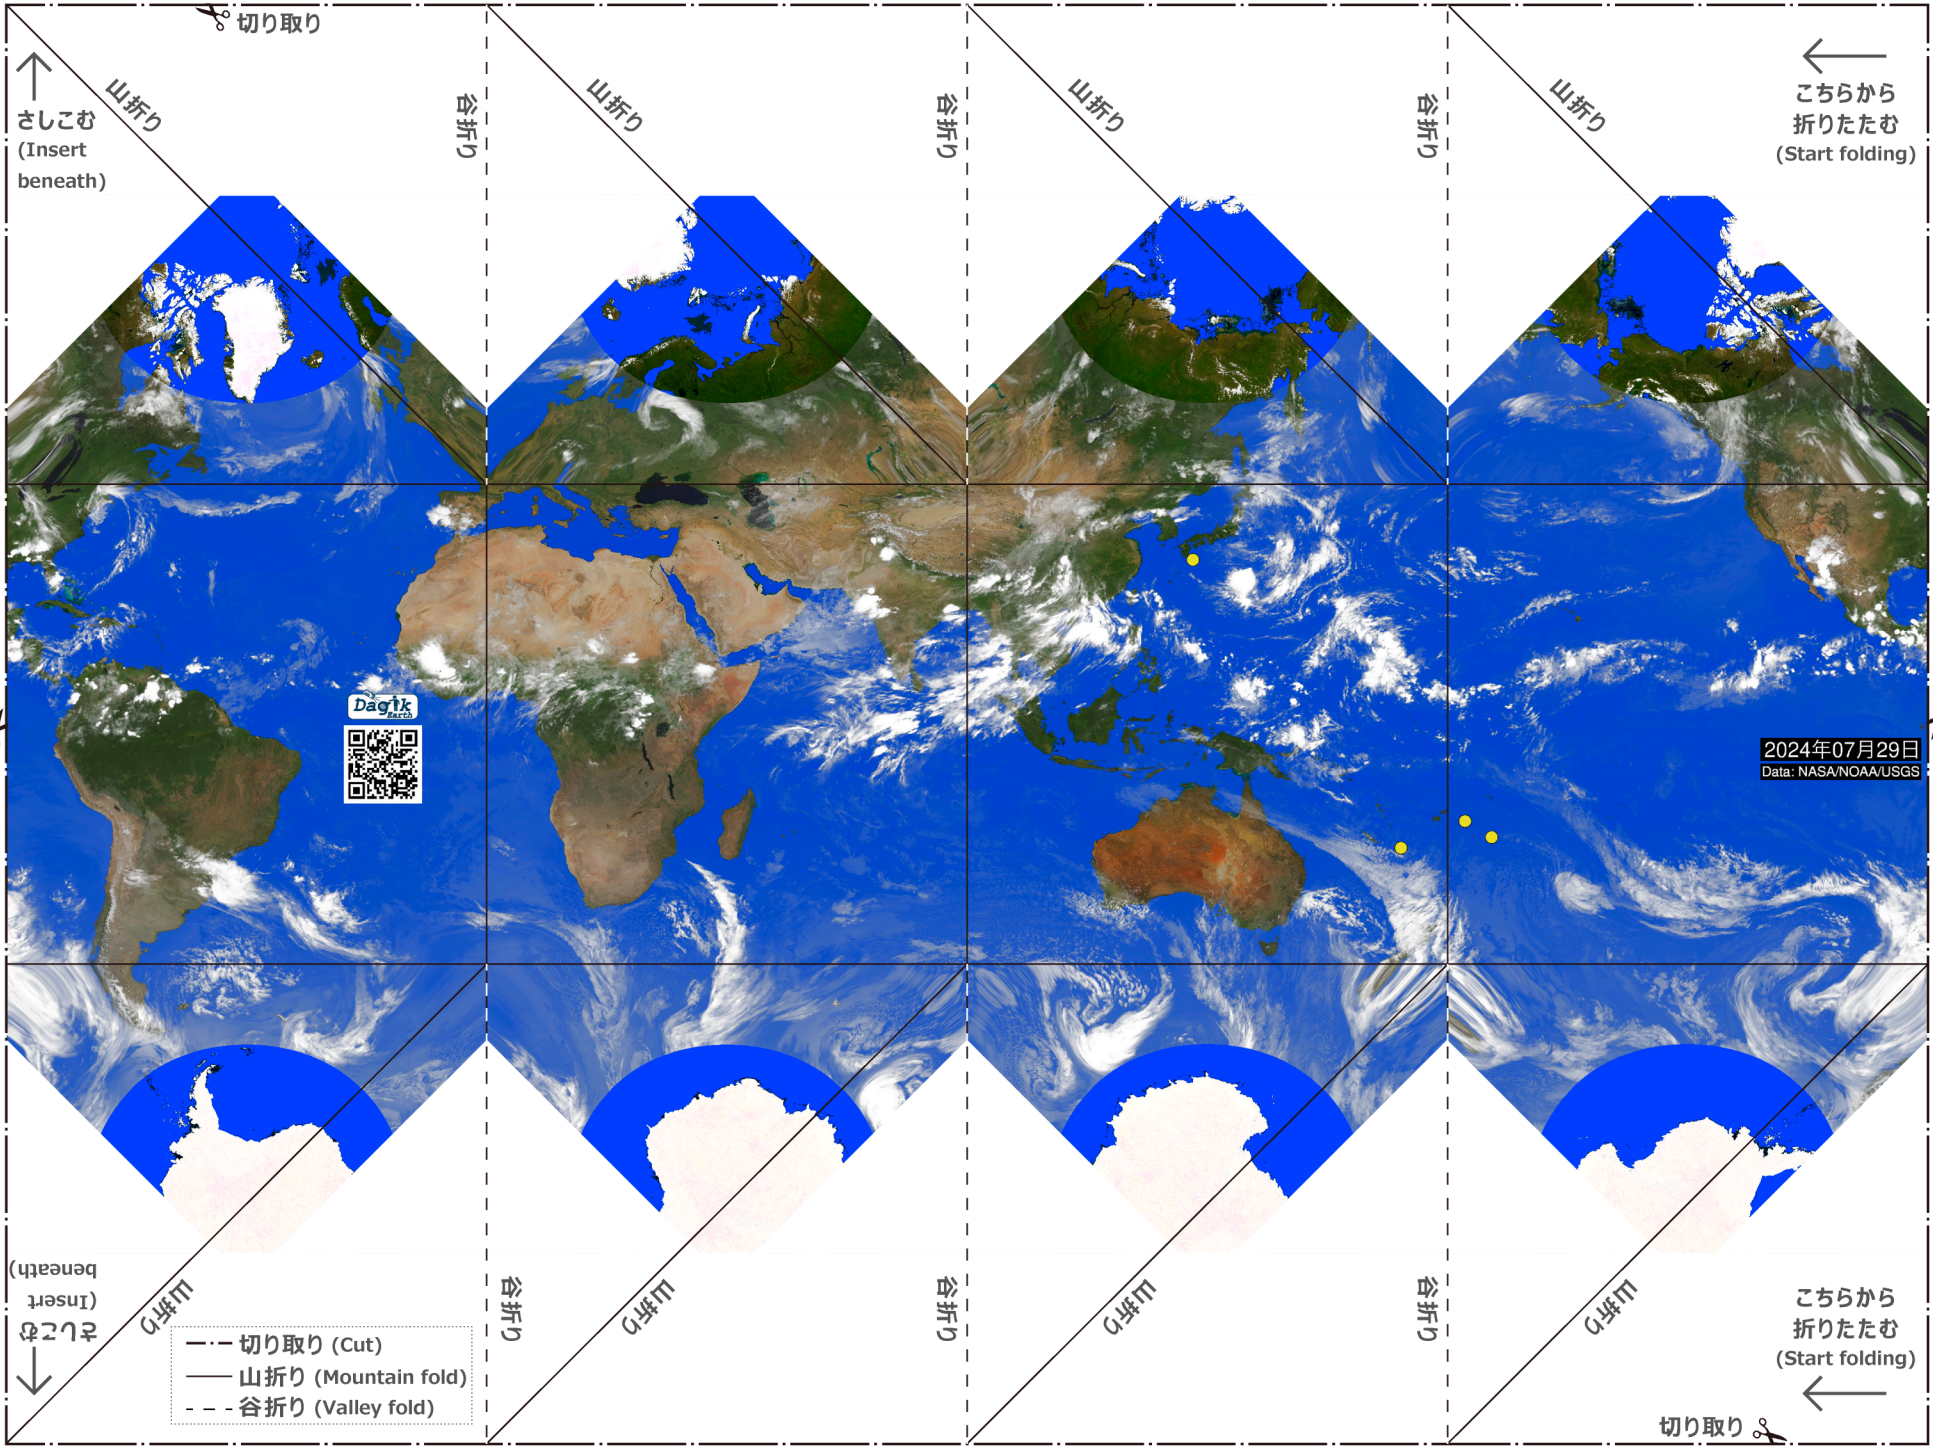 切り取り
山折り
谷折り
山折り
谷折り
山折り
谷折り
山折り
さしこむ
(Insert
beneath)
こちらから
折りたたむ
(Start folding)
Dagik
Earth
2024年07月29日
Data: NASA/NOAA/USGS
さしこむ
(Insert
beneath)
山折り
谷折り
山折り
谷折り
山折り
谷折り
山折り
こちらから
折りたたむ
(Start folding)
切り取り (Cut)
山折り (Mountain fold)
谷折り (Valley fold)
切り取り